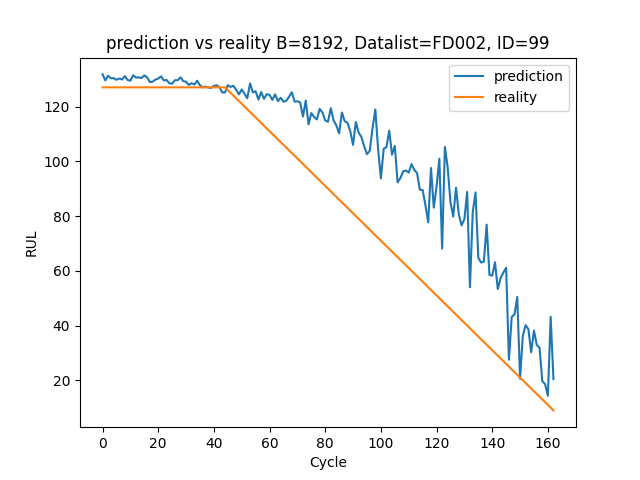 prediction vs reality B=8192, Datalist=FD002, ID=99
prediction
reality
RUL
120
100
80
60
40
20
0 20 40 60 80 100 120 140 160
Cycle